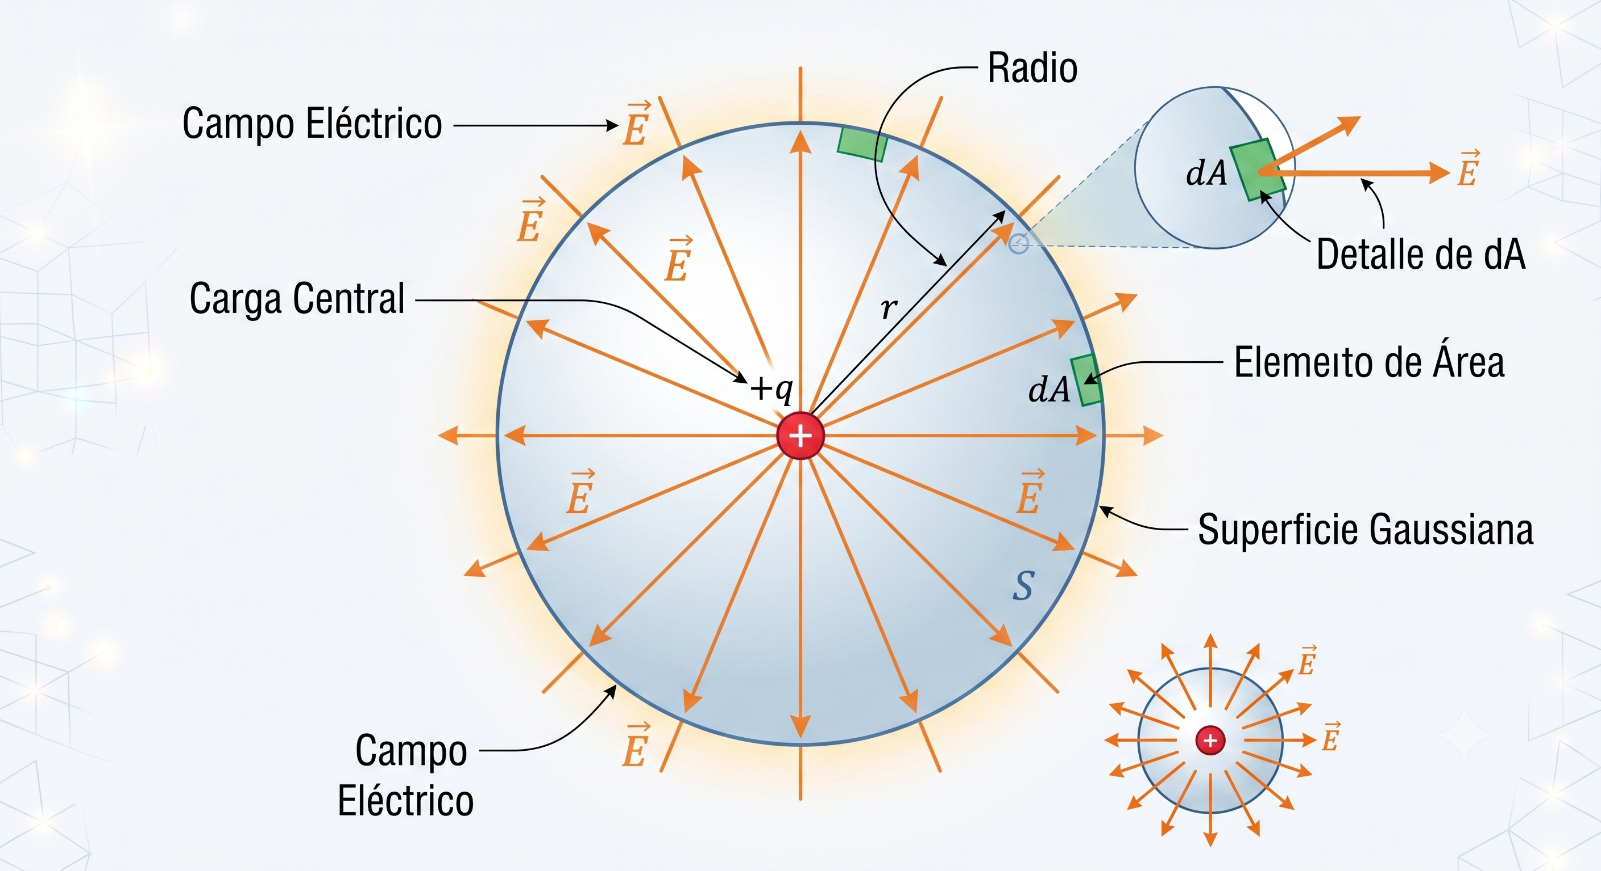 Radio
Campo Eléctrico
E⃗
E⃗
E⃗
dA
E⃗
Detalle de dA
Carga Central
r
Elemeıto de Área
dA
+q
+
E⃗
E⃗
Superficie Gaussiana
S
Campo
Eléctrico
E⃗
E⃗
E⃗
+